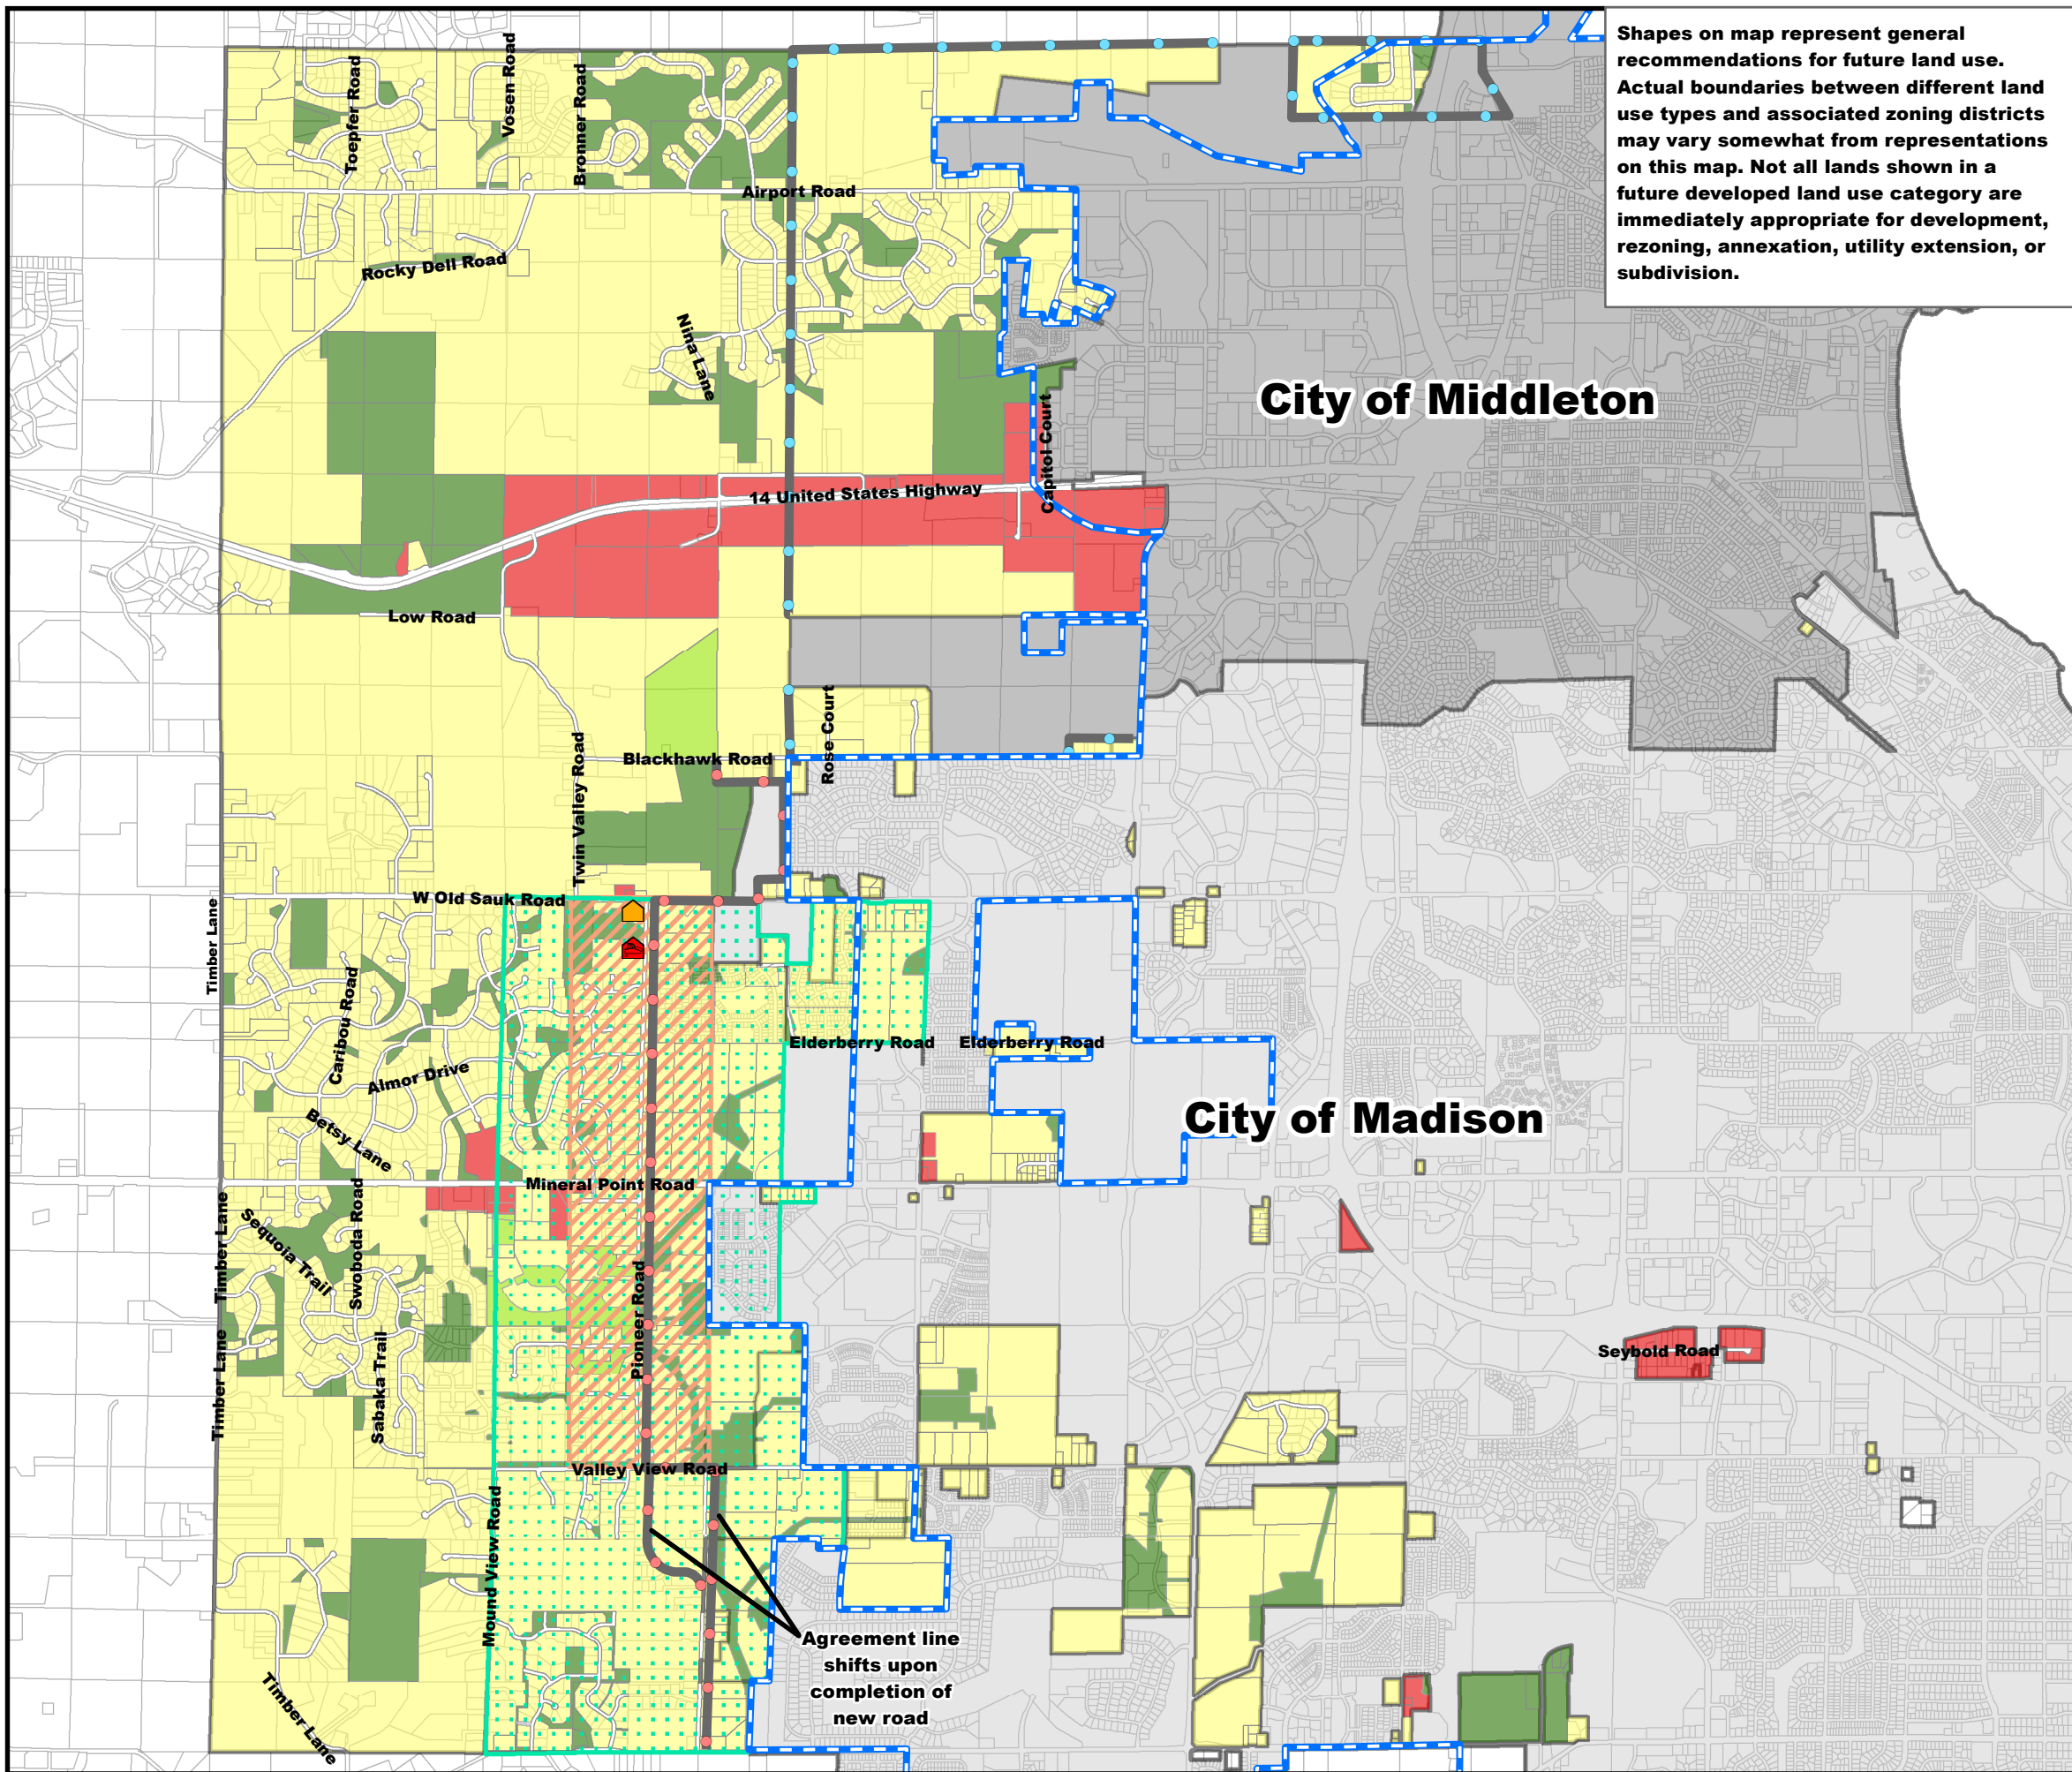 Shapes on map represent general
recommendations for future land use.
Actual boundaries between different land
use types and associated zoning districts
may vary somewhat from representations
on this map. Not all lands shown in a
future developed land use category are
immediately appropriate for development,
rezoning, annexation, utility extension, or
subdivision.
Toepfer Road
Vosen Road
Bronner Road
Airport Road
Rocky Dell Road
Nina Lane
City of Middleton
Capitol Court
14 United States Highway
Low Road
Rose Court
Blackhawk Road
Twin Valley Road
W Old Sauk Road
Timber Lane
Caribou Road
Elderberry Road
Elderberry Road
Almor Drive
City of Madison
Betsy Lane
Mineral Point Road
Timber Lane
Sequoia Trail
Swoboda Road
Pioneer Road
Timber Lane
Sabaka Trail
Seybold Road
Valley View Road
Mound View Road
Agreement line
shifts upon
completion of
new road
Timber Lane